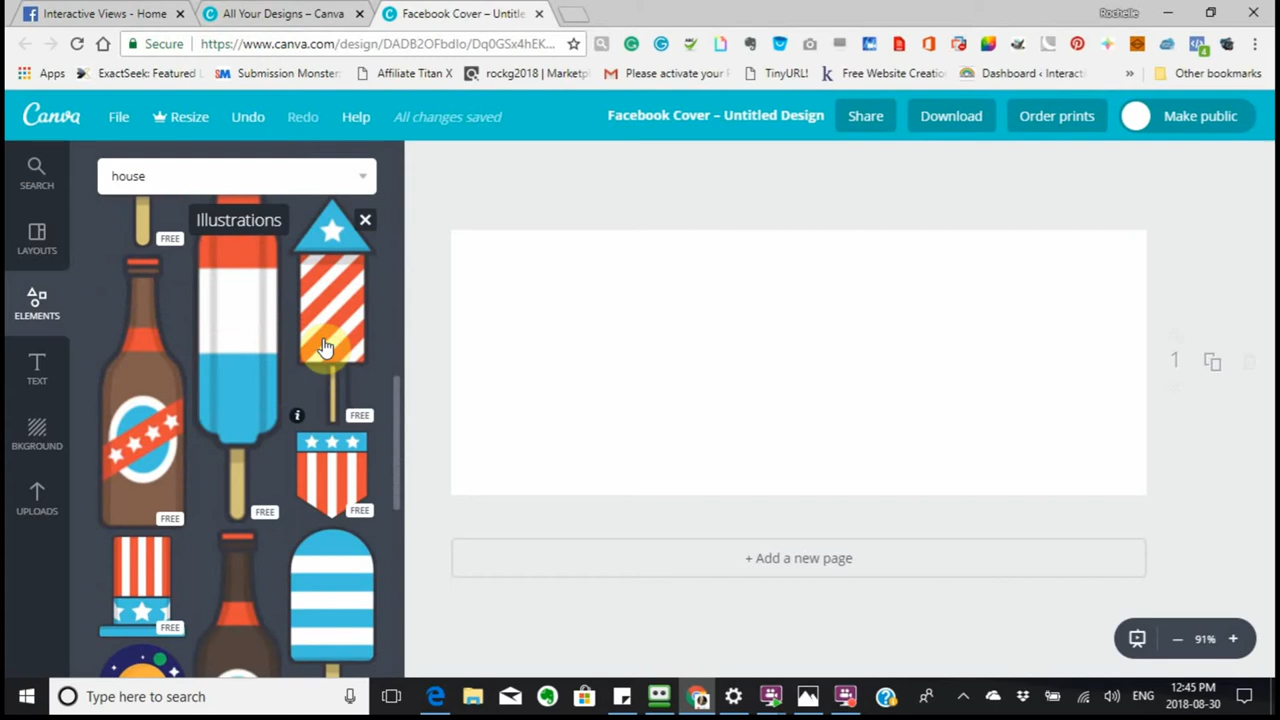 Interactive Views - Home
All Your Designs – Canva
Facebook Cover – Untitle
Rochelle
Secure
https://www.canva.com/design/DADB2OFbdIo/Dq0GSx4hEK...
4
Apps
ExactSeek: Featured
Submission Monster
Affiliate Titan X
rockg2018 | Marketp
Please activate your
TinyURL!
Free Website Creatio
Dashboard ‹ Interact
»
Other bookmarks
Canva
File
Resize
Undo
Redo
Help
All changes saved
Facebook Cover – Untitled Design
Share
Download
Order prints
Make public
SEARCH
LAYOUTS
ELEMENTS
TEXT
BKGROUND
UPLOADS
house
Illustrations
FREE
FREE
FREE
FREE
FREE
FREE
1
+ Add a new page
91%
Type here to search
ENG
12:45 PM
2018-08-30